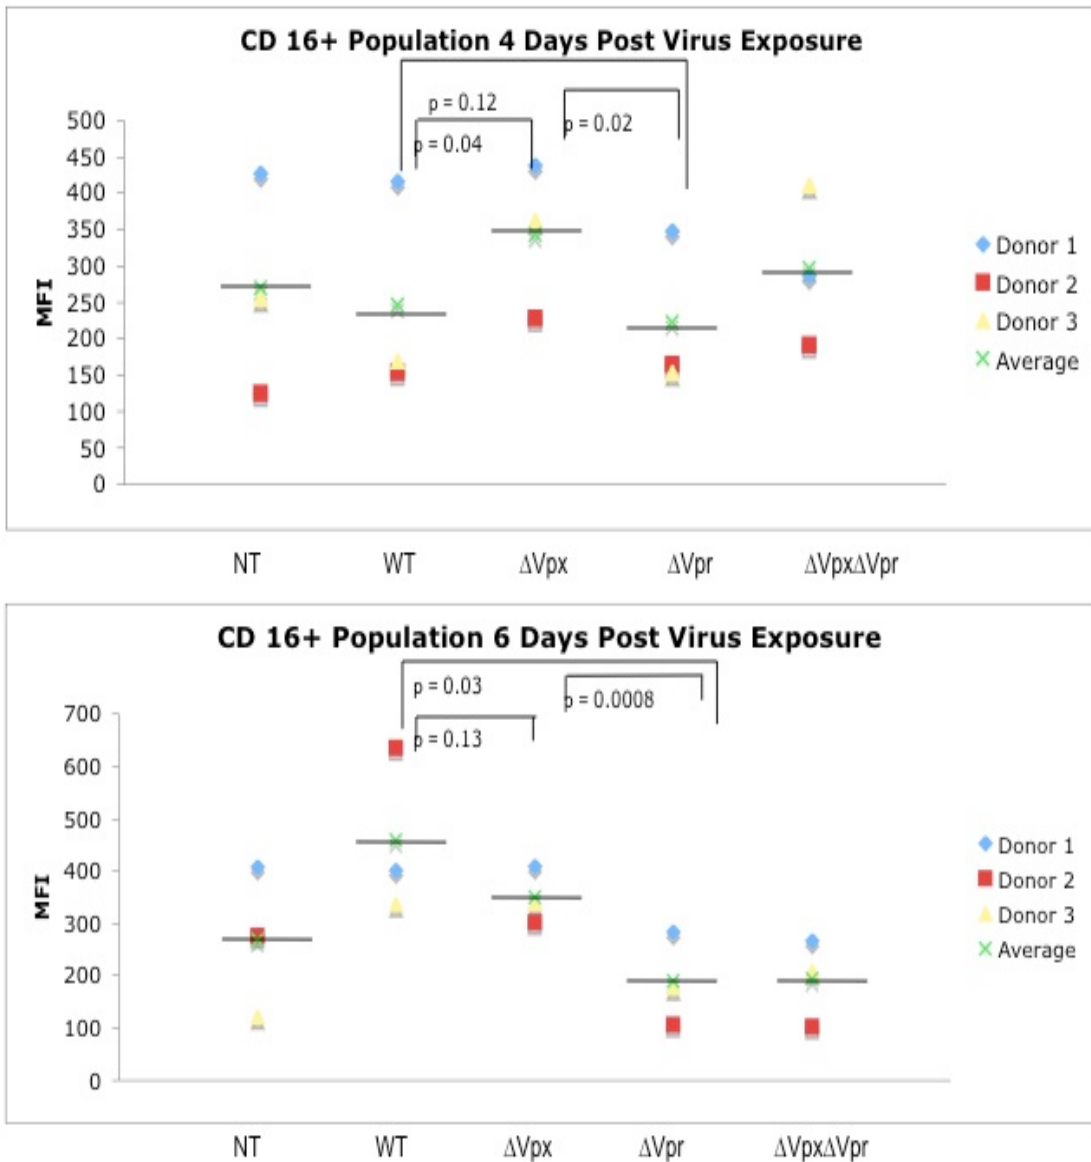 CD 16+ Population 4 Days Post Virus Exposure
p = 0.12
p = 0.02
p = 0.04
500
450
400
350
300
250
200
150
100
50
0
MFI
Donor 1
Donor 2
Donor 3
Average
NT WT ΔVpx ΔVpr ΔVpxΔVpr
CD 16+ Population 6 Days Post Virus Exposure
p = 0.03
p = 0.0008
p = 0.13
700
600
500
400
300
200
100
0
MFI
Donor 1
Donor 2
Donor 3
Average
NT WT ΔVpx ΔVpr ΔVpxΔVpr